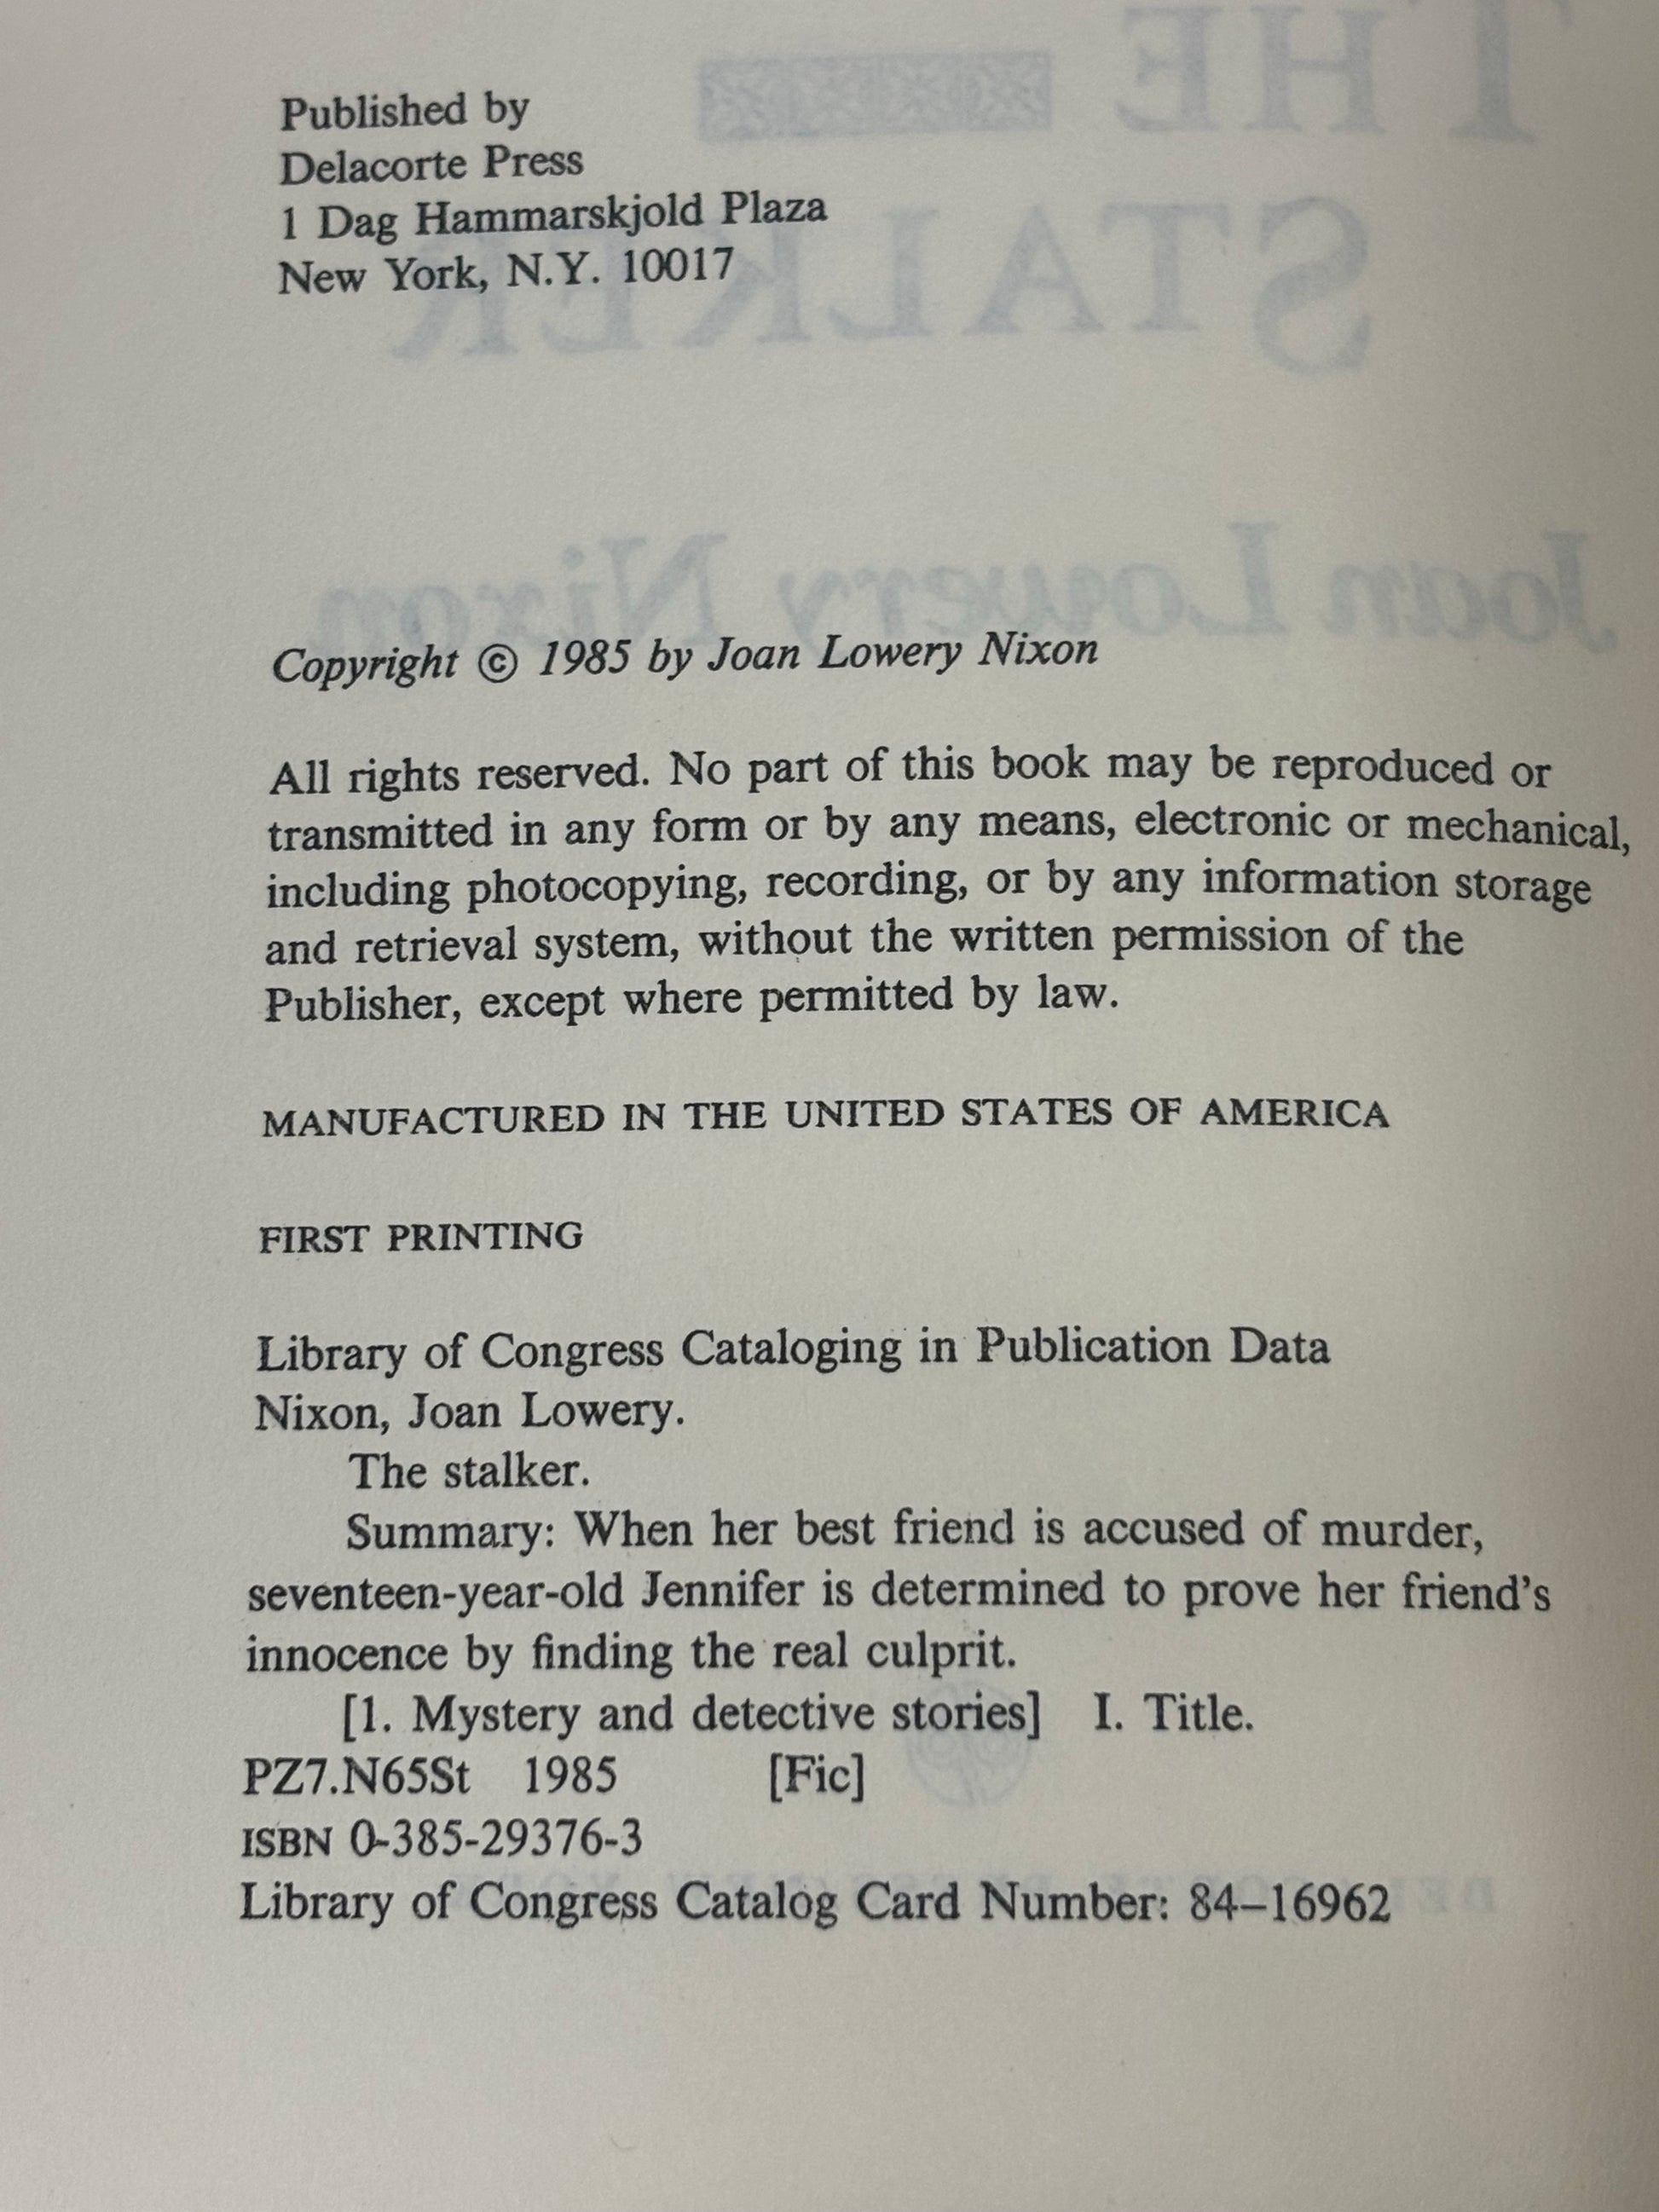 Published by
Delacorte Press
1 Dag Hammarskjold Plaza
New York, N.Y. 10017
THE
STALKER
Joan Lowery Nixon
Copyright © 1985 by Joan Lowery Nixon
All rights reserved. No part of this book may be reproduced or
transmitted in any form or by any means, electronic or mechanical,
including photocopying, recording, or by any information storage
and retrieval system, without the written permission of the
Publisher, except where permitted by law.
MANUFACTURED IN THE UNITED STATES OF AMERICA
FIRST PRINTING
Library of Congress Cataloging in Publication Data
Nixon, Joan Lowery.
The stalker.
Summary: When her best friend is accused of murder,
seventeen-year-old Jennifer is determined to prove her friend's
innocence by finding the real culprit.
[1. Mystery and detective stories] I. Title.
PZ7.N65St 1985 [Fic]
ISBN 0-385-29376-3
Library of Congress Catalog Card Number: 84–16962